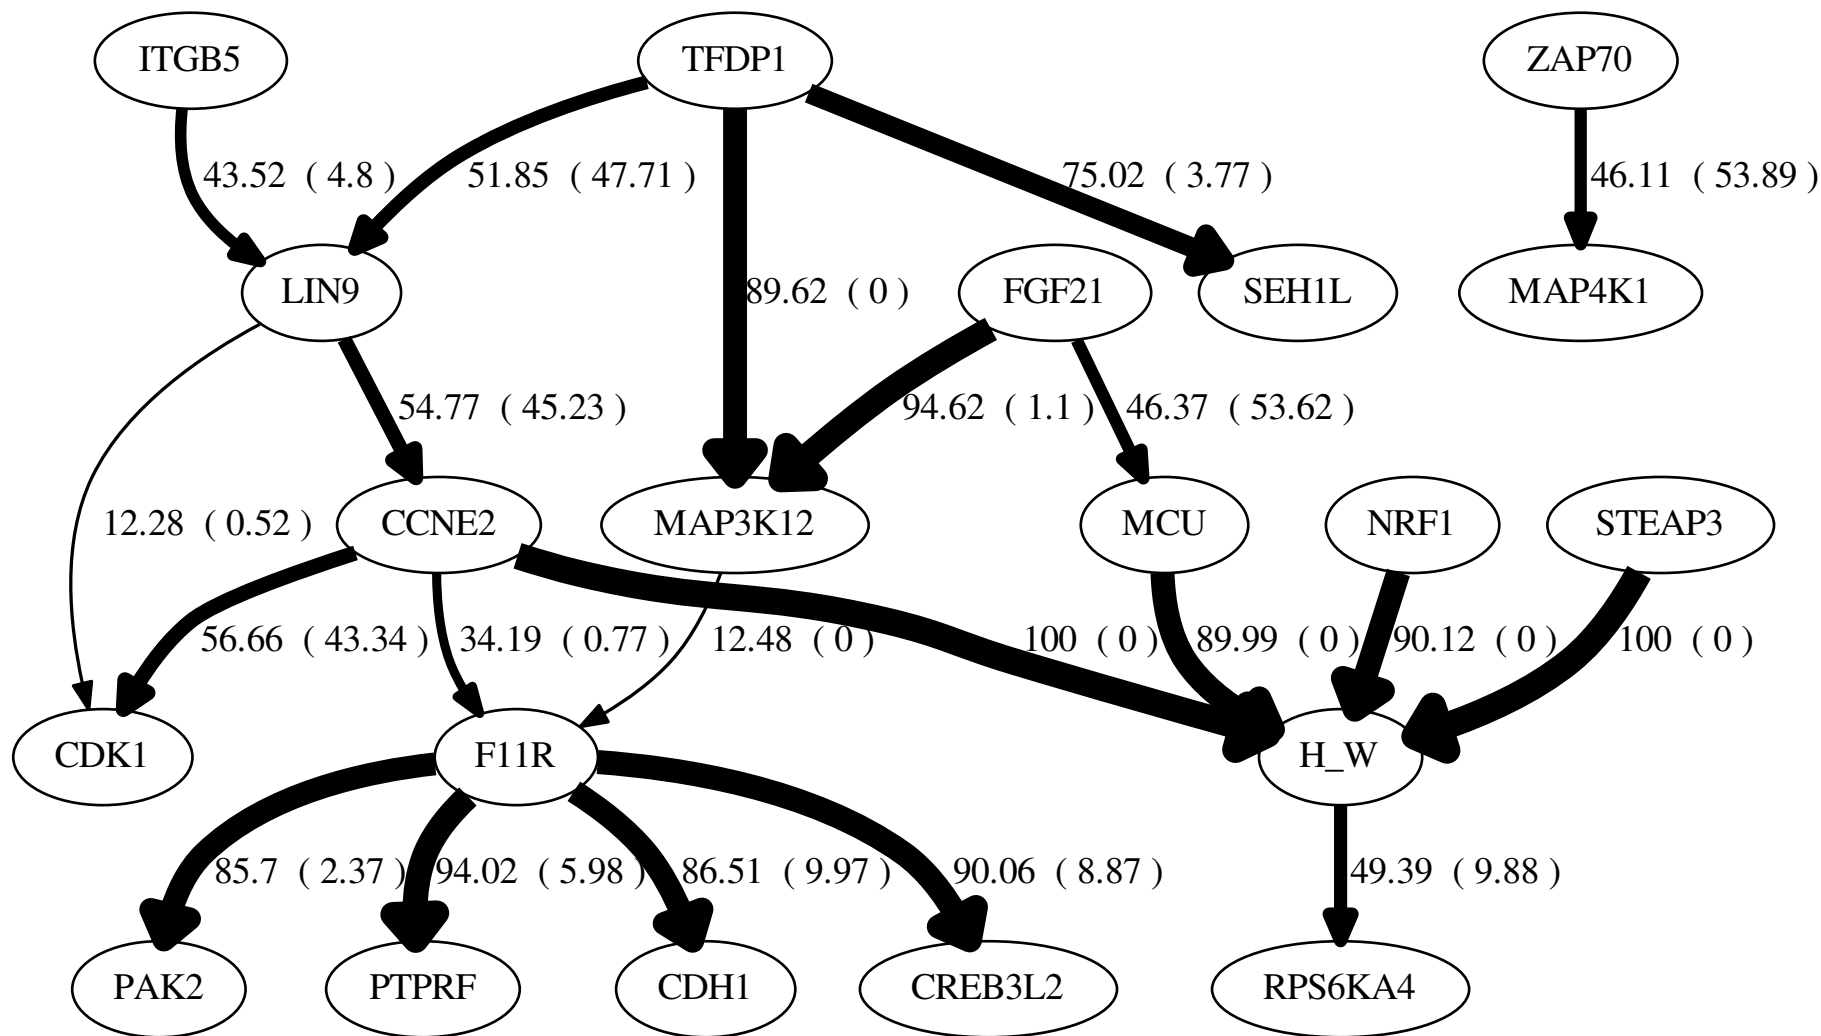 ITGB5 TFDP1 ZAP70
43.52 ( 4.8 ) 51.85 ( 47.71 ) 75.02 ( 3.77 ) 46.11 ( 53.89 )
LIN9 89.62 ( 0 ) FGF21 SEH1L MAP4K1
54.77 ( 45.23 ) 94.62 ( 1.1 ) 46.37 ( 53.62 )
12.28 ( 0.52 ) CCNE2 MAP3K12 MCU NRF1 STEAP3
56.66 ( 43.34 ) 34.19 ( 0.77 ) 12.48 ( 0 ) 100 ( 0 ) 89.99 ( 0 ) 90.12 ( 0 ) 100 ( 0 )
CDK1 F11R H_W
85.7 ( 2.37 ) 94.02 ( 5.98 ) 86.51 ( 9.97 ) 90.06 ( 8.87 ) 49.39 ( 9.88 )
PAK2 PTPRF CDH1 CREB3L2 RPS6KA4